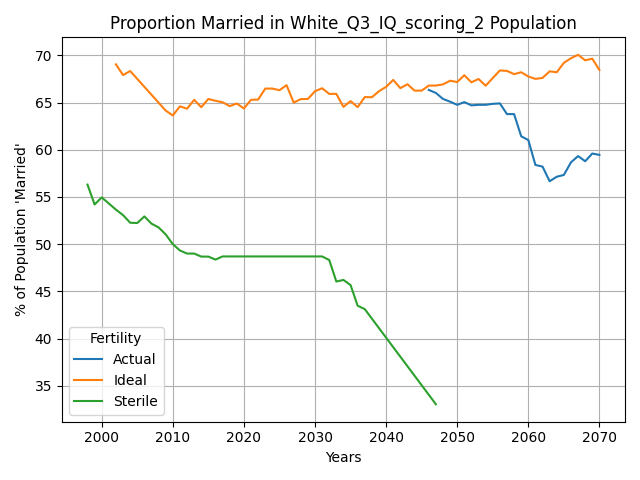 Proportion Married in White_Q3_IQ_scoring_2 Population
% of Population 'Married'
70
65
60
55
50
45
40
35
Fertility
Actual
Ideal
Sterile
2000 2010 2020 2030 2040 2050 2060 2070
Years